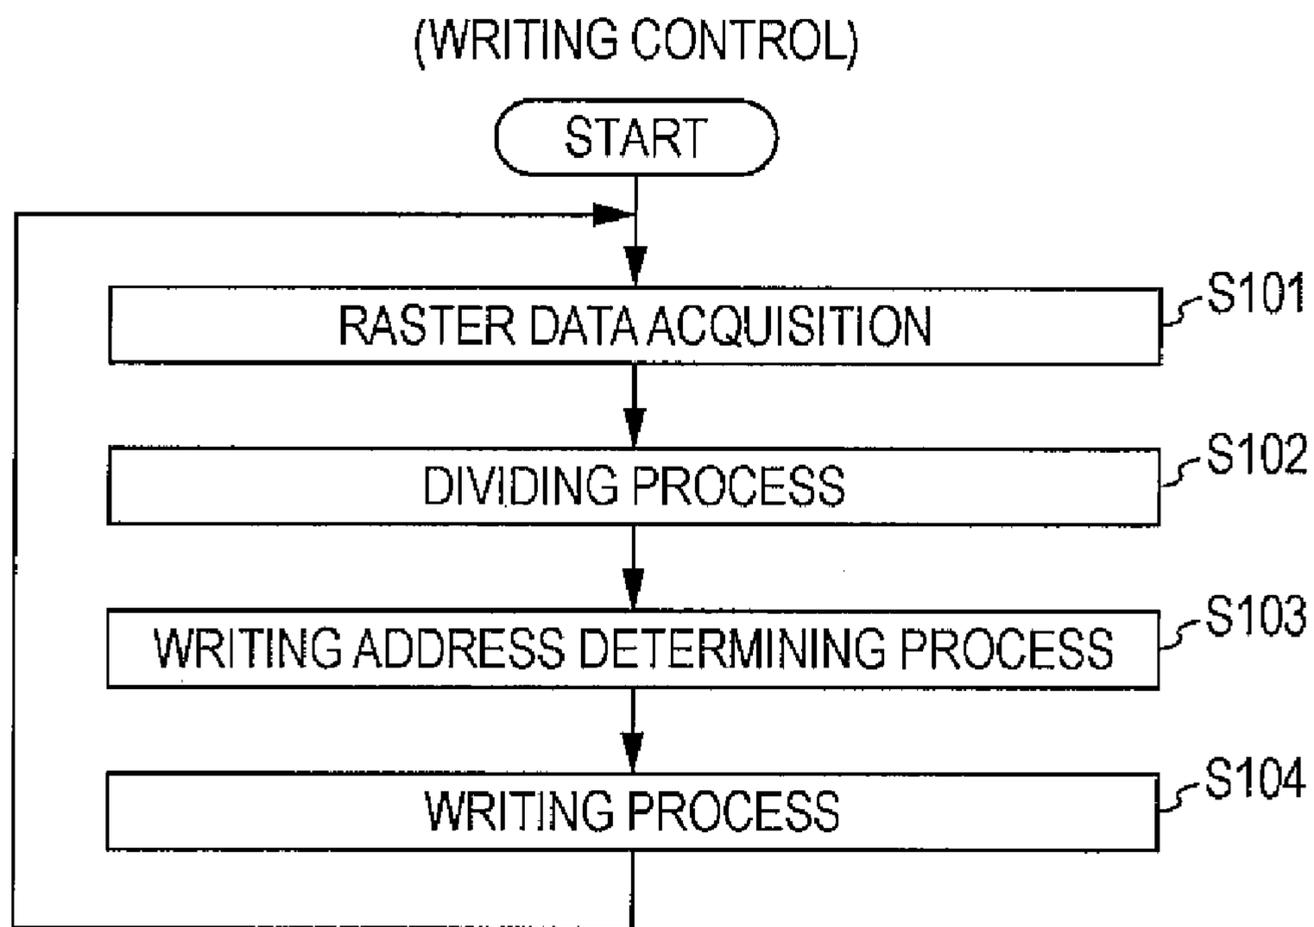 (WRITING CONTROL)
START
RASTER DATA ACQUISITION
S101
DIVIDING PROCESS
S102
WRITING ADDRESS DETERMINING PROCESS
S103
WRITING PROCESS
S104